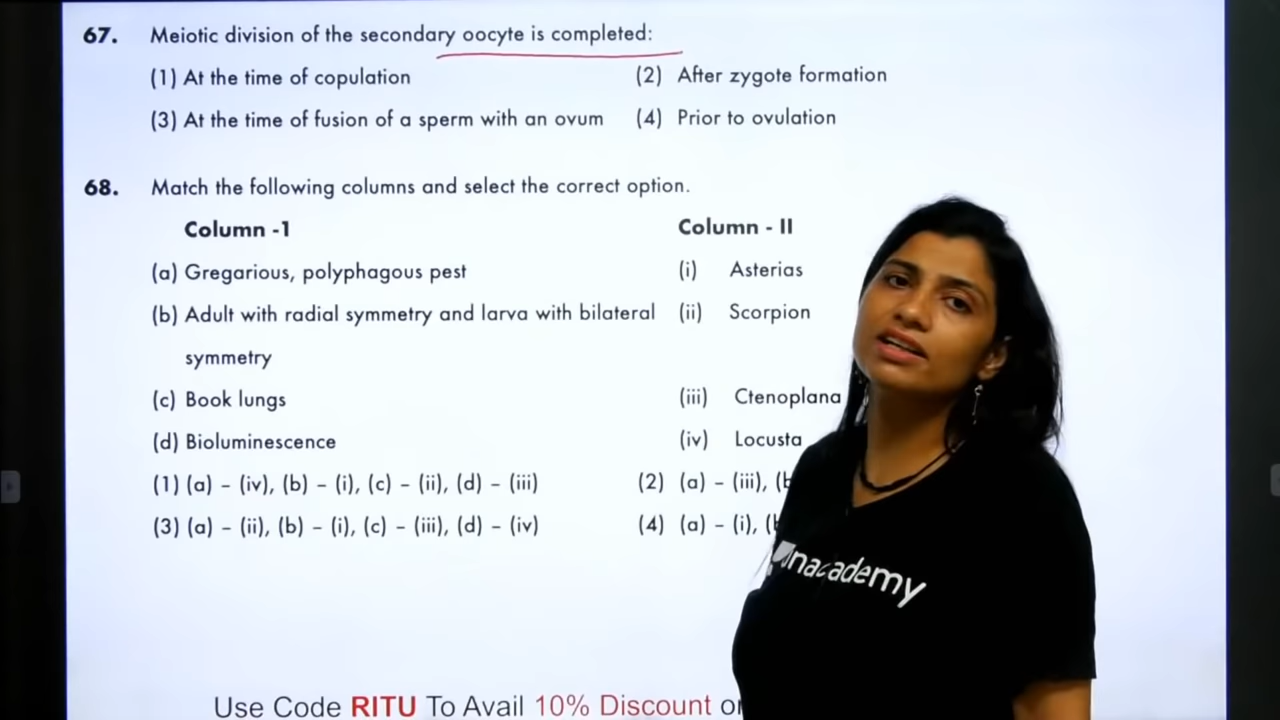 67. Meiotic division of the secondary oocyte is completed:
(1) At the time of copulation (2) After zygote formation
(3) At the time of fusion of a sperm with an ovum (4) Prior to ovulation
68. Match the following columns and select the correct option.
Column -1 Column - II
(a) Gregarious, polyphagous pest (i) Asterias
(b) Adult with radial symmetry and larva with bilateral (ii) Scorpion
symmetry
(c) Book lungs (iii) Ctenoplana
(d) Bioluminescence (iv) Locusta
(1) (a) – (iv), (b) – (i), (c) – (ii), (d) – (iii) (2) (a) – (iii), (b
(3) (a) – (ii), (b) – (i), (c) – (iii), (d) – (iv) (4) (a) – (i), (
unacademy
Use Code RITU To Avail 10% Discount